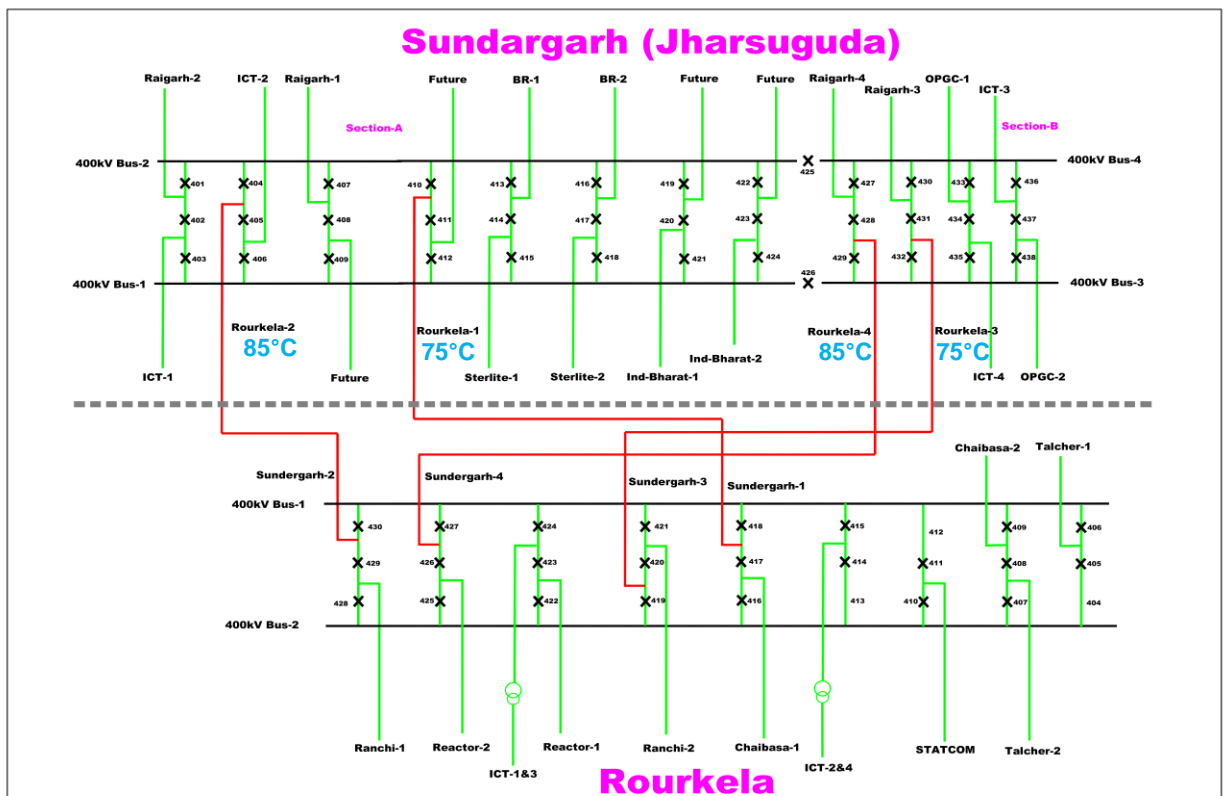 Sundargarh (Jharsuguda)
Raigarh-2
ICT-2
Raigarh-1
Future
BR-1
BR-2
Future
Future
Raigarh-4
Raigarh-3
OPGC-1
ICT-3
Section-A
Section-B
400kV Bus-2
400kV Bus-4
425
401
404
407
410
413
416
419
422
427
430
433
436
402
405
408
411
414
417
420
423
428
431
434
437
403
406
409
412
415
418
421
424
429
432
435
438
426
400kV Bus-1
400kV Bus-3
Rourkela-2
85°C
Rourkela-1
75°C
Rourkela-4
85°C
Rourkela-3
75°C
Ind-Bharat-2
ICT-1
Future
Sterlite-1
Sterlite-2
Ind-Bharat-1
ICT-4
OPGC-2
Chaibasa-2
Talcher-1
Sundergarh-2
Sundergarh-4
Sundergarh-3
Sundergarh-1
400kV Bus-1
430
427
424
421
418
415
412
409
406
429
426
423
420
417
414
411
408
405
428
425
422
419
416
413
410
407
404
400kV Bus-2
Ranchi-1
Reactor-2
Reactor-1
Ranchi-2
Chaibasa-1
STATCOM
Talcher-2
ICT-1&3
ICT-2&4
Rourkela